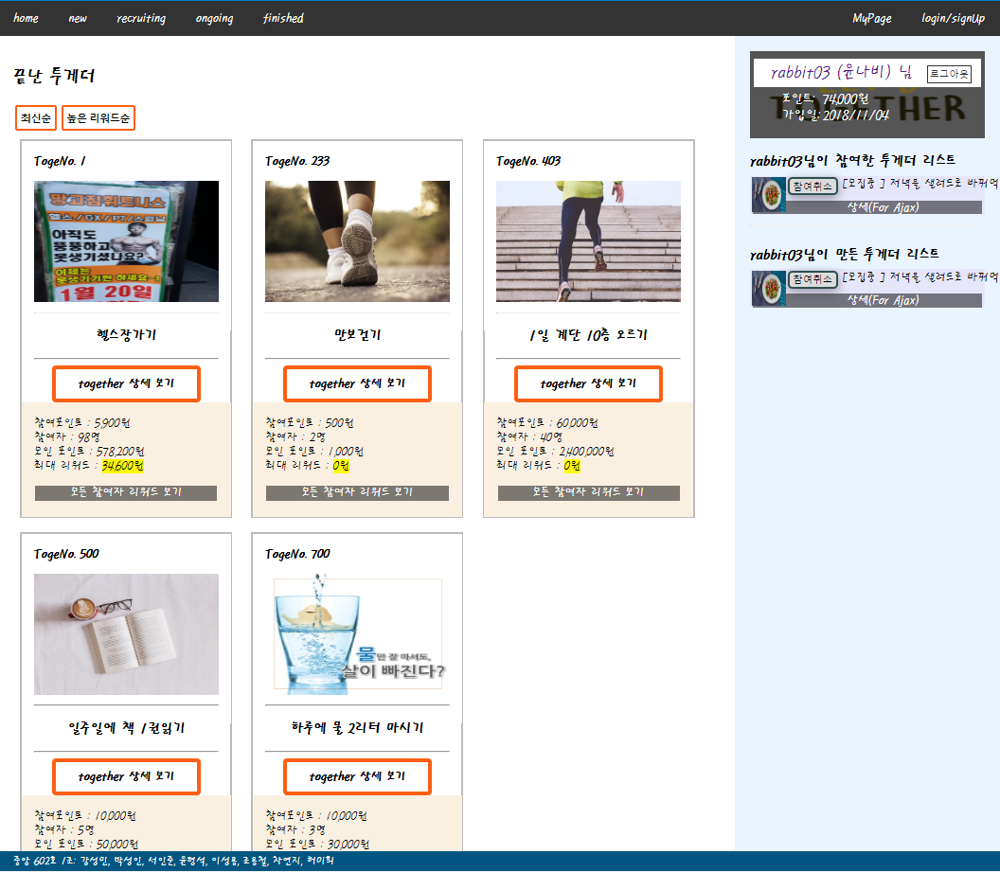 home new recruiting ongoing finished MyPage login/signUp
끝난 투게더
최신순 높은 리워드순
TogeNo. 1
망고짐휘트니스
헬스 / GX / PT / 스피닝
아직도
뚱뚱하고
못생기셨나요?
이제는
못생기기만 하세요~!
1월 20일
헬스장가기
together 상세 보기
참여포인트 : 5,900원
참여자 : 98명
모인 포인트 : 578,200원
최대 리워드 : 34,600원
모든 참여자 리워드 보기
TogeNo. 233
만보걷기
together 상세 보기
참여포인트 : 500원
참여자 : 2명
모인 포인트 : 1,000원
최대 리워드 : 0원
모든 참여자 리워드 보기
TogeNo. 403
1일 계단 10층 오르기
together 상세 보기
참여포인트 : 60,000원
참여자 : 40명
모인 포인트 : 2,400,000원
최대 리워드 : 0원
모든 참여자 리워드 보기
TogeNo. 500
일주일에 책 1권읽기
together 상세 보기
참여포인트 : 10,000원
참여자 : 5명
모인 포인트 : 50,000원
TogeNo. 700
물만 잘 마셔도,
살이 빠진다?
하루에 물 2리터 마시기
together 상세 보기
참여포인트 : 10,000원
참여자 : 3명
모인 포인트 : 30,000원
rabbit03 (윤나비) 님 로그아웃
TOGETHER
포인트: 74,000원
가입일: 2018/11/04
rabbit03님이 참여한 투게더 리스트
참여취소 [모집중 ] 저녁을 샐러드로 바꿔먹
상세(For Ajax)
rabbit03님이 만든 투게더 리스트
참여취소 [모집중 ] 저녁을 샐러드로 바꿔먹
상세(For Ajax)
중앙 602호 1조: 강성민, 박성민, 서인준, 윤형석, 이성용, 조용철, 차연지, 허미희